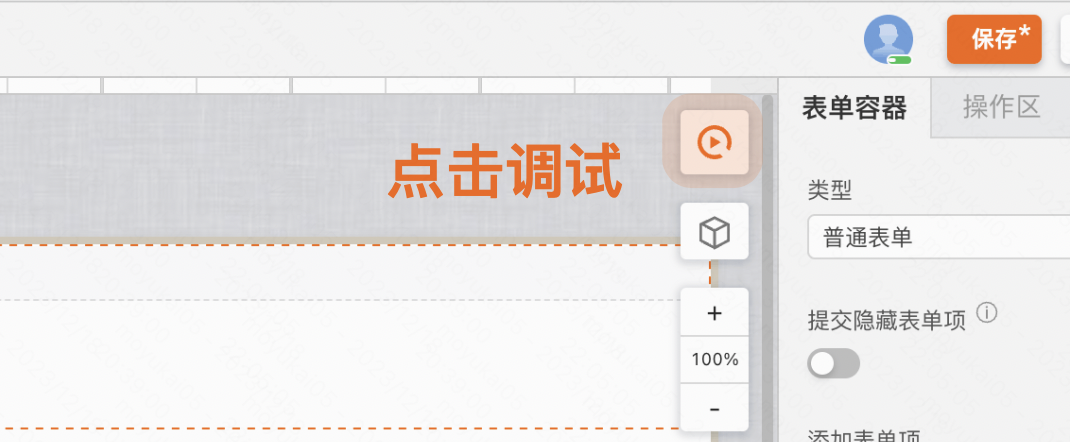 保存*
表单容器
操作区
点击调试
类型
普通表单
提交隐藏表单项
+
100%
-
添加表单项